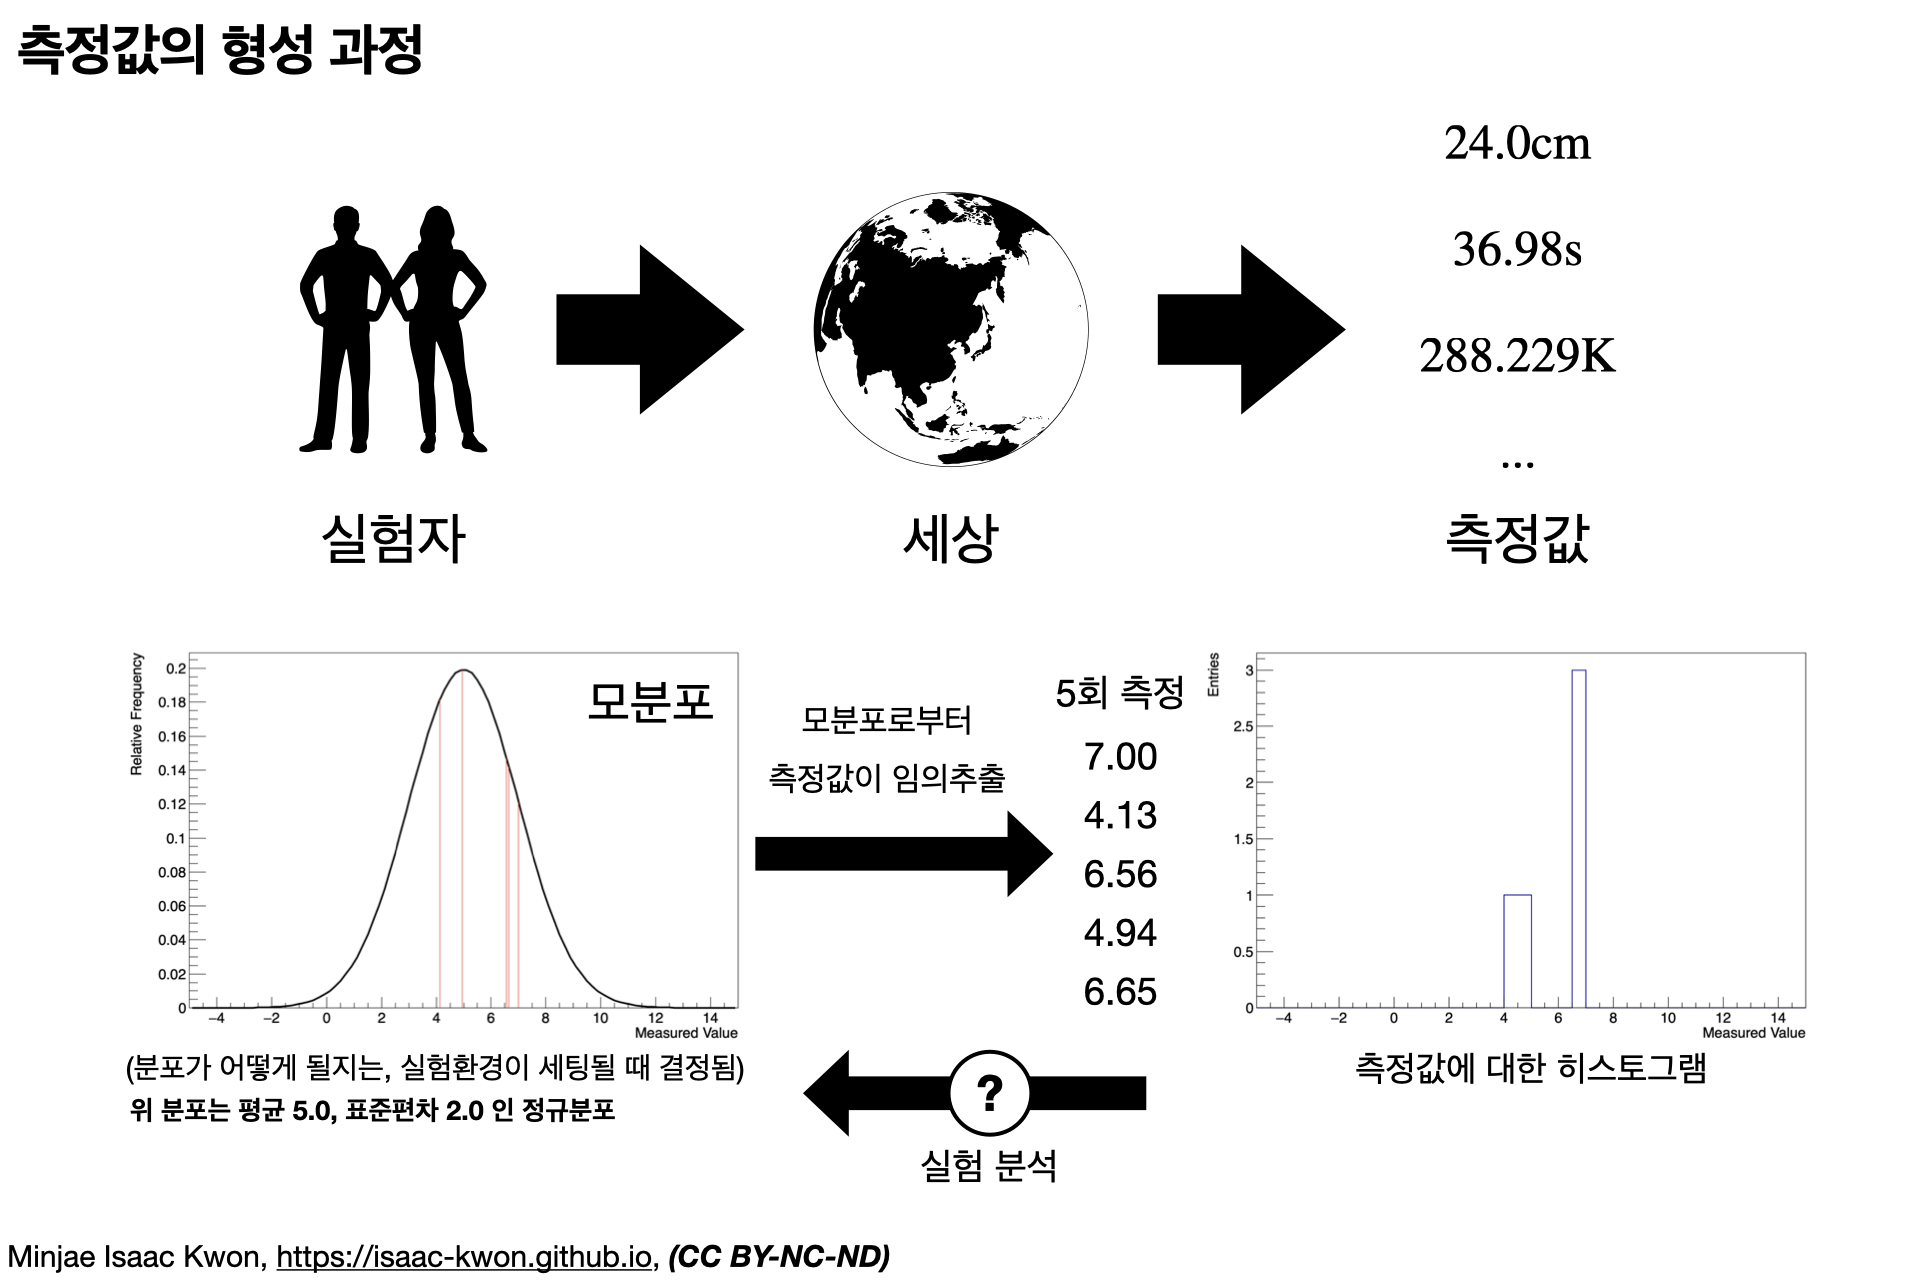 측정값의 형성 과정
24.0cm
36.98s
288.229K
...
실험자
세상
측정값
Relative Frequency
0.2
0.18
0.16
0.14
0.12
0.1
0.08
0.06
0.04
0.02
0
−4 −2 0 2 4 6 8 10 12 14
Measured Value
모분포
(분포가 어떻게 될지는, 실험환경이 세팅될 때 결정됨)
위 분포는 평균 5.0, 표준편차 2.0 인 정규분포
모분포로부터
측정값이 임의추출
5회 측정
7.00
4.13
6.56
4.94
6.65
?
실험 분석
Entries
3
2.5
2
1.5
1
0.5
0
−4 −2 0 2 4 6 8 10 12 14
Measured Value
측정값에 대한 히스토그램
Minjae Isaac Kwon, https://isaac-kwon.github.io, (CC BY-NC-ND)